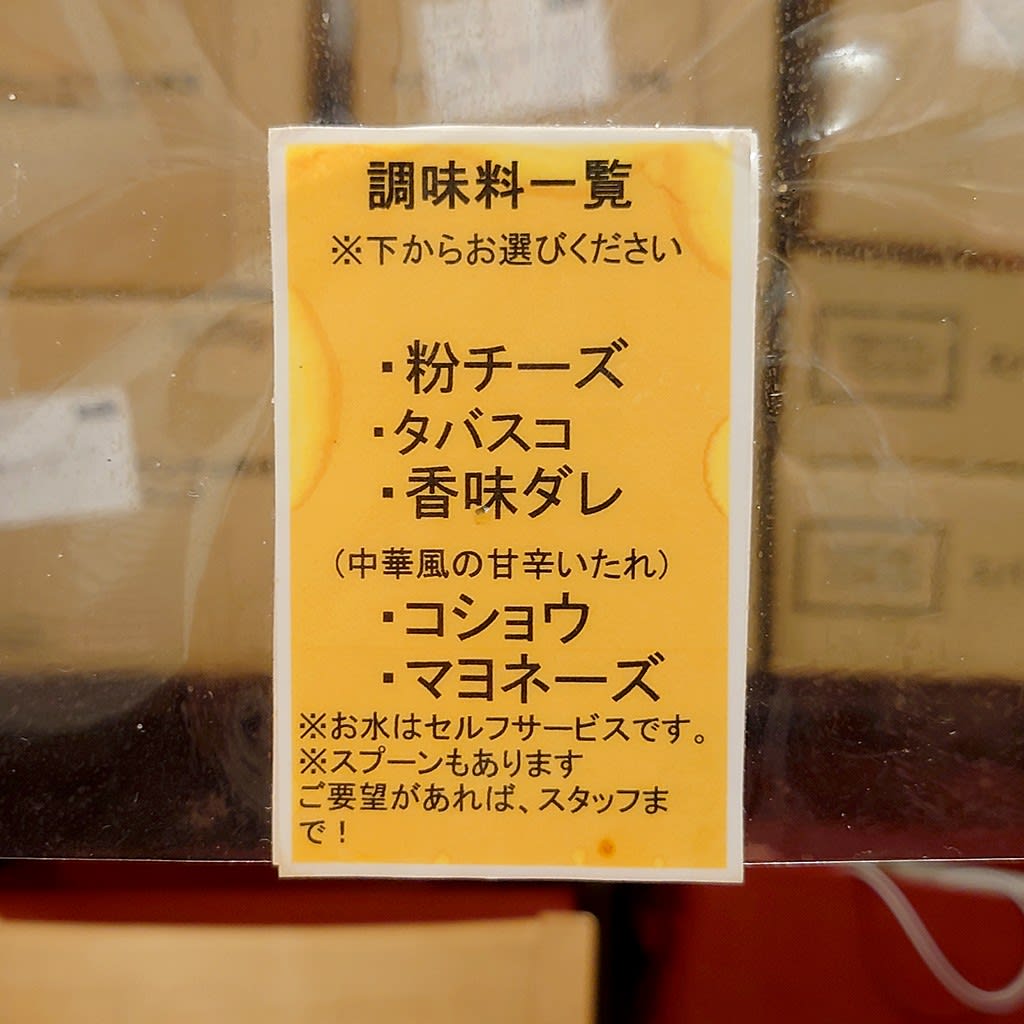 調味料一覧
※下からお選びください
・粉チーズ
・タバスコ
・香味ダレ
（中華風の甘辛いたれ）
・コショウ
・マヨネーズ
※お水はセルフサービスです。
※スプーンもあります
ご要望があれば、スタッフま
で！